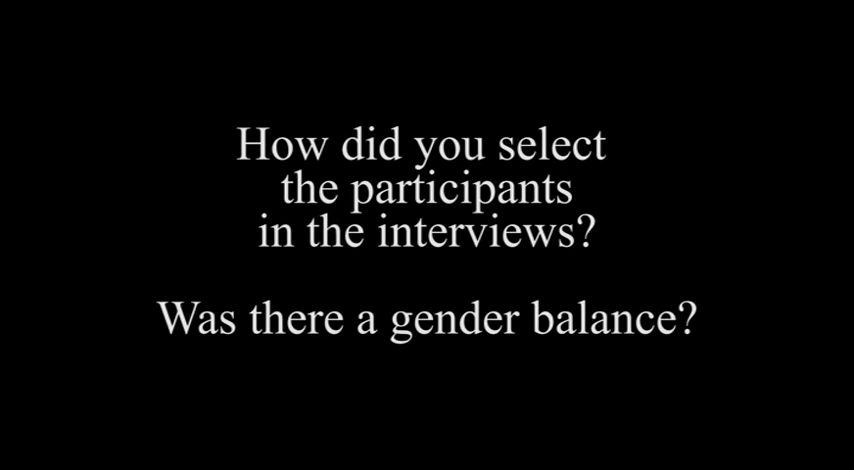 How did you select
the participants
in the interviews?
Was there a gender balance?